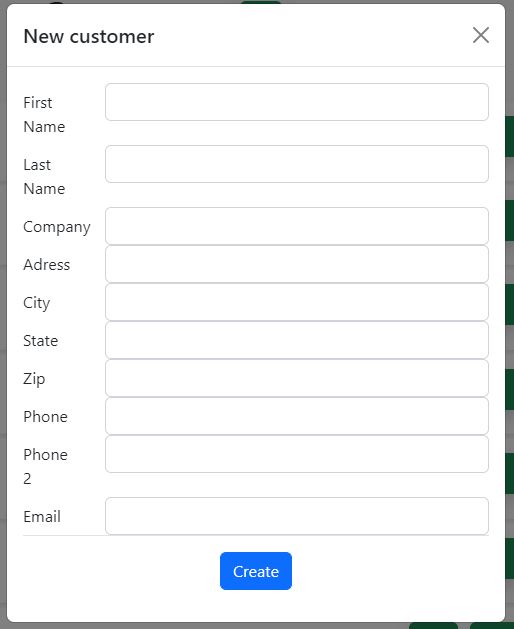 New customer
First
Name
Last
Name
Company
Adress
City
State
Zip
Phone
Phone
2
Email
Create